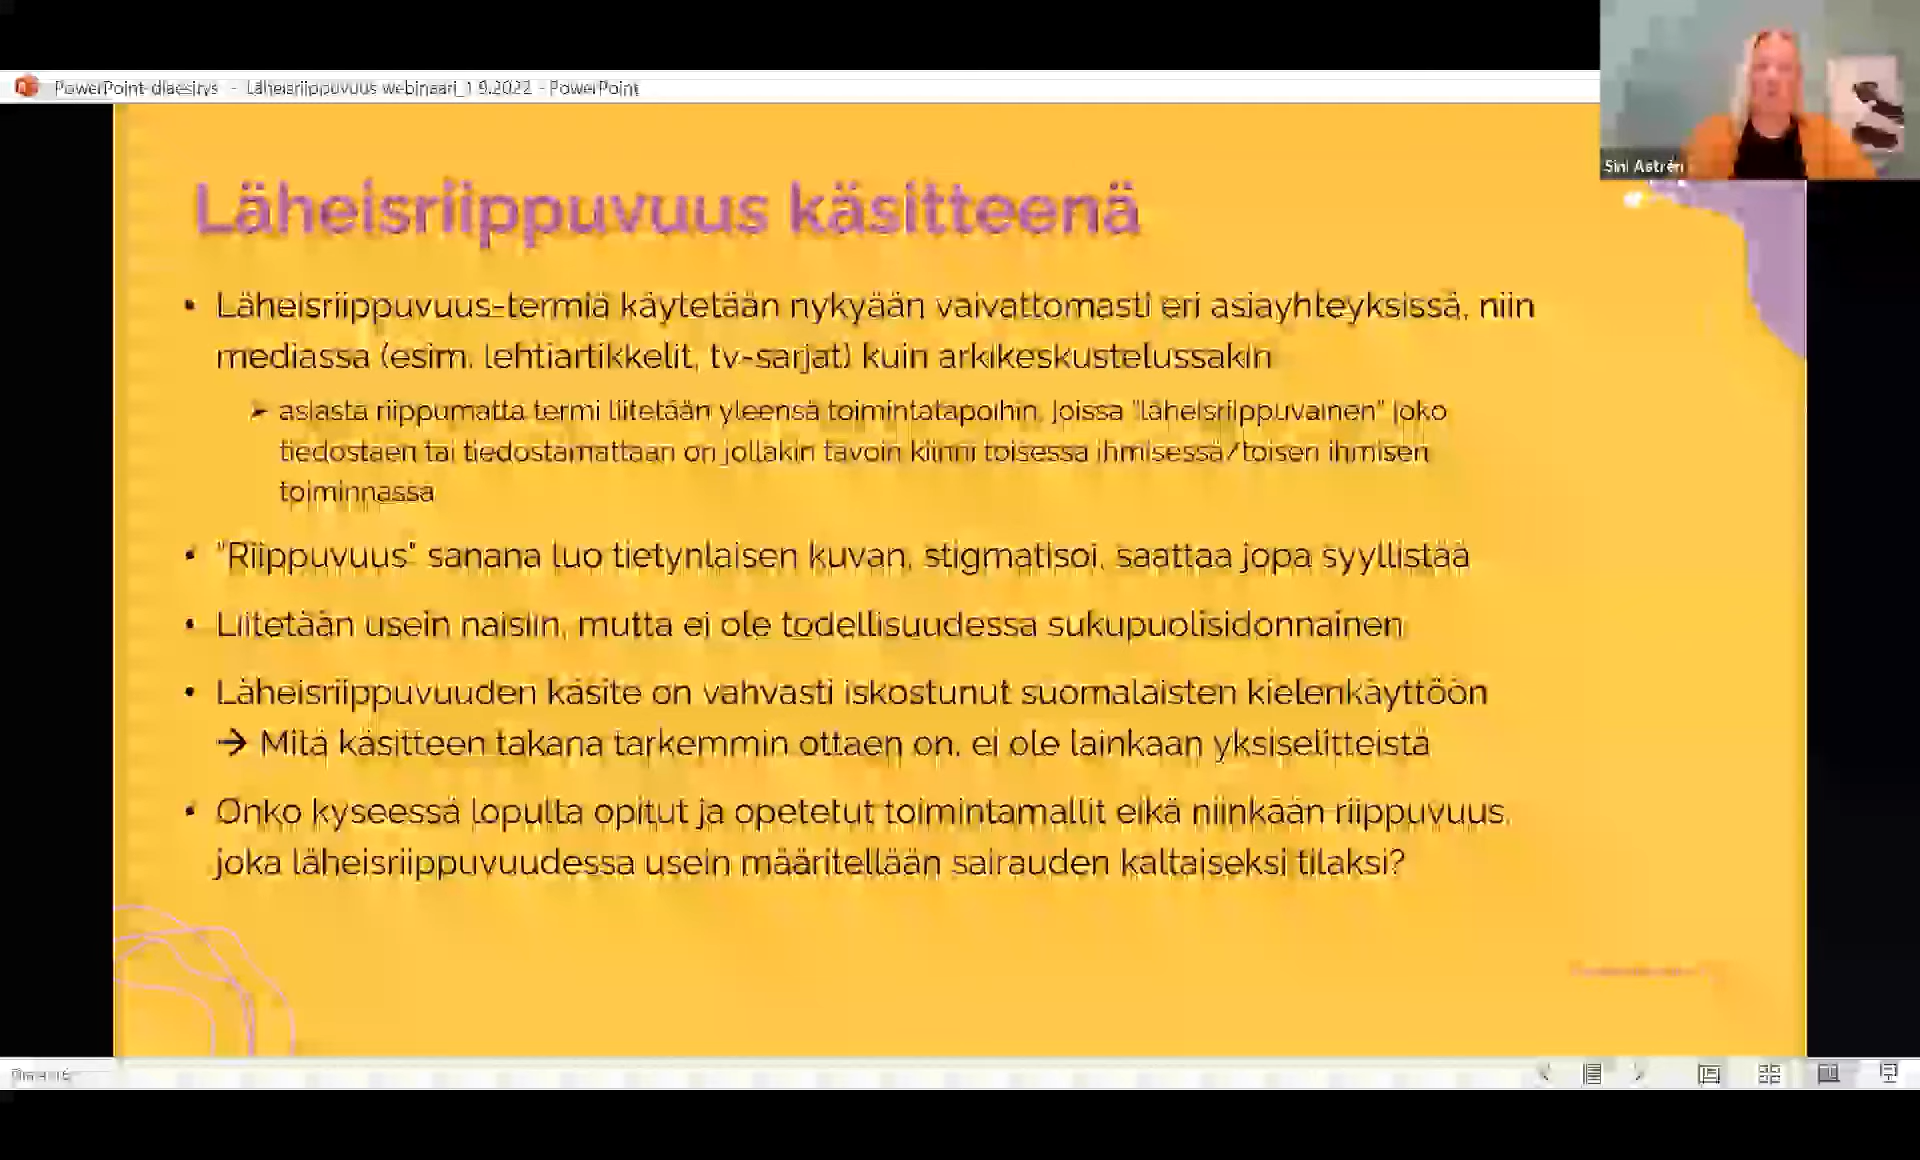 PowerPoint-diaesitys - Läheisriippuvuus webinaari_1.9.2022 - PowerPoint
Sini Astrén
Läheisriippuvuus käsitteenä
• Läheisriippuvuus-termiä käytetään nykyään vaivattomasti eri asiayhteyksissä, niin
mediassa (esim. lehtiartikkelit, tv-sarjat) kuin arkikeskustelussakin
➢ asiasta riippumatta termi liitetään yleensä toimintatapoihin, joissa "läheisriippuvainen" joko
tiedostaen tai tiedostamattaan on jollakin tavoin kiinni toisessa ihmisessä/toisen ihmisen
toiminnassa
• "Riippuvuus" sanana luo tietynlaisen kuvan, stigmatisoi, saattaa jopa syyllistää
• Liitetään usein naisiin, mutta ei ole todellisuudessa sukupuolisidonnainen
• Läheisriippuvuuden käsite on vahvasti iskostunut suomalaisten kielenkäyttöön
→ Mitä käsitteen takana tarkemmin ottaen on, ei ole lainkaan yksiselitteistä
• Onko kyseessä lopulta opitut ja opetetut toimintamallit eikä niinkään riippuvuus,
joka läheisriippuvuudessa usein määritellään sairauden kaltaiseksi tilaksi?